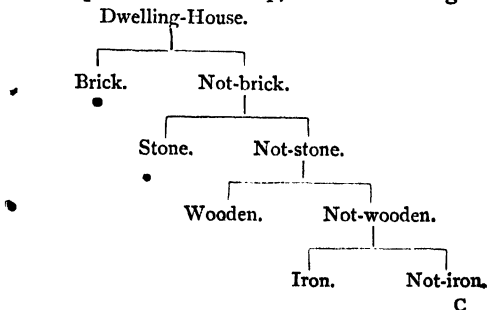 Dwelling-House.
Brick. Not-brick.
Stone. Not-stone.
Wooden. Not-wooden.
Iron. Not-iron.
C